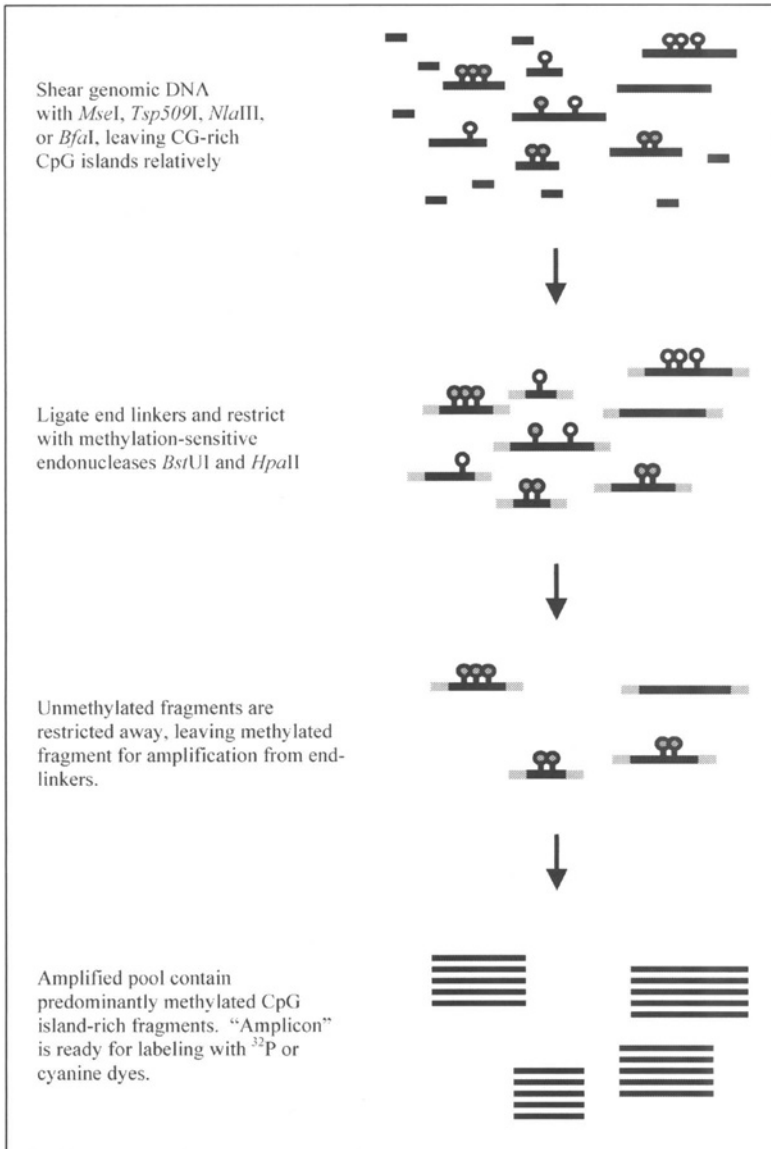 Shear genomic DNA
with MseI, Tsp509I, NlaIII,
or BfaI, leaving CG-rich
CpG islands relatively
Ligate end linkers and restrict
with methylation-sensitive
endonucleases BstUI and HpaII
Unmethylated fragments are
restricted away, leaving methylated
fragment for amplification from end-
linkers.
Amplified pool contain
predominantly methylated CpG
island-rich fragments. “Amplicon”
is ready for labeling with ³²P or
cyanine dyes.